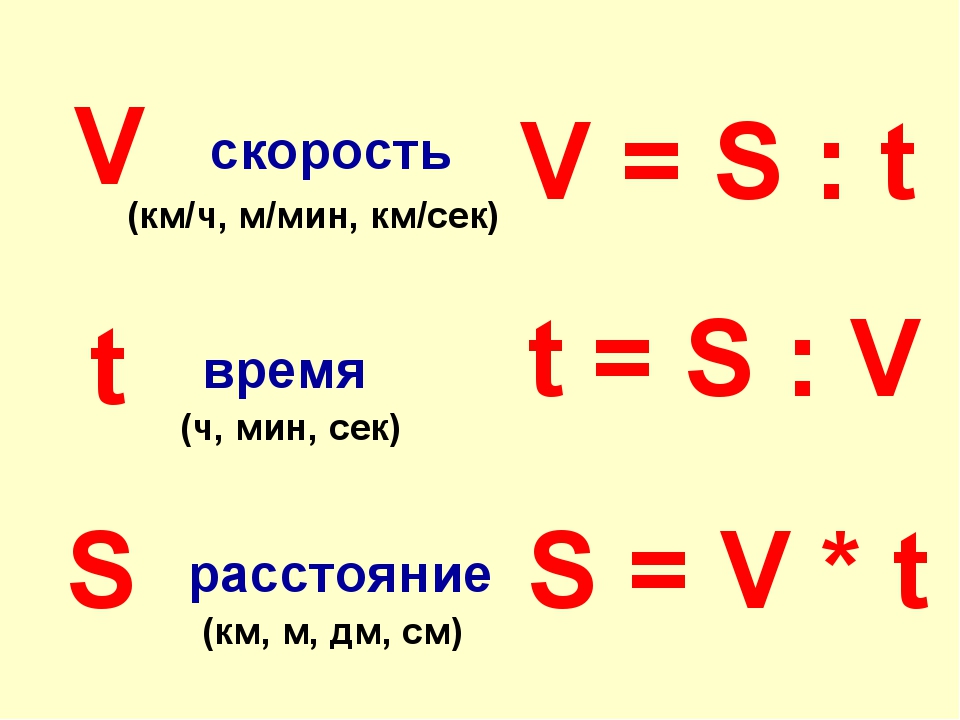 V скорость V = S : t
(км/ч, м/мин, км/сек)
t время t = S : V
(ч, мин, сек)
S расстояние S = V * t
(км, м, дм, см)